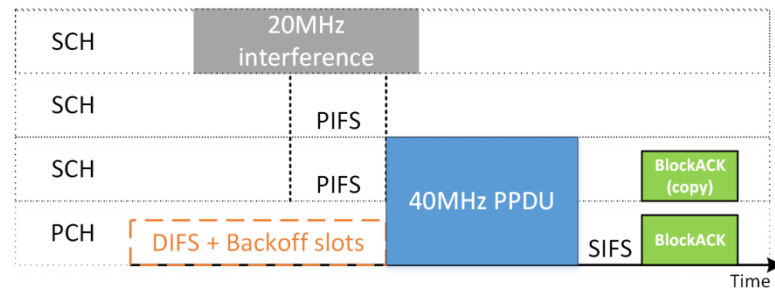 SCH
20MHz
interference
SCH
PIFS
SCH
PIFS
40MHz PPDU
BlockACK
(copy)
PCH
DIFS + Backoff slots
SIFS
BlockACK
Time